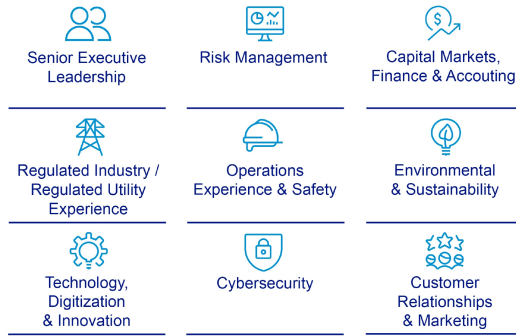 Senior Executive
Leadership
Risk Management
Capital Markets,
Finance & Accouting
Regulated Industry /
Regulated Utility
Experience
Operations
Experience & Safety
Environmental
& Sustainability
Technology,
Digitization
& Innovation
Cybersecurity
Customer
Relationships
& Marketing